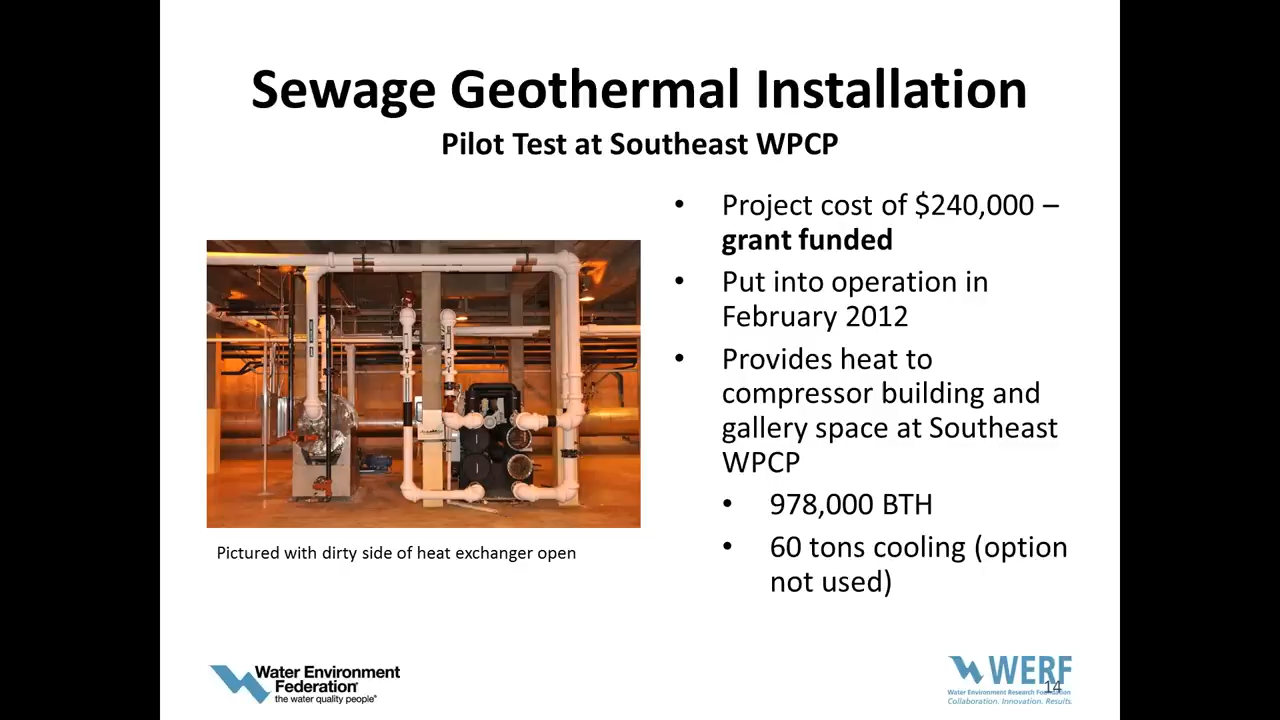 Sewage Geothermal Installation
Pilot Test at Southeast WPCP
• Project cost of $240,000 –
grant funded
• Put into operation in
February 2012
• Provides heat to
compressor building and
gallery space at Southeast
WPCP
• 978,000 BTH
• 60 tons cooling (option
not used)
Pictured with dirty side of heat exchanger open
Water Environment
Federation
the water quality people®
WERF
Water Environment Research Foundation
Collaboration. Innovation. Results.
14